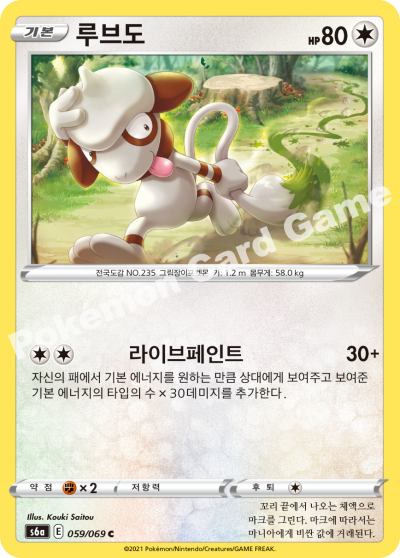 기본 루브도 HP 80
전국도감 NO.235 그림장이포켓몬 키: 1.2 m 몸무게: 58.0 kg
라이브페인트 30+
자신의 패에서 기본 에너지를 원하는 만큼 상대에게 보여주고 보여준
기본 에너지의 타입의 수 × 30데미지를 추가한다.
약점 ×2 저항력 후퇴
Illus. Kouki Saitou
s6a E 059/069 C
꼬리 끝에서 나오는 체액으로
마크를 그린다. 마크에 따라서는
마니아에게 비싼 값에 거래된다.
©2021 Pokémon/Nintendo/Creatures/GAME FREAK.
Pokémon Card Game